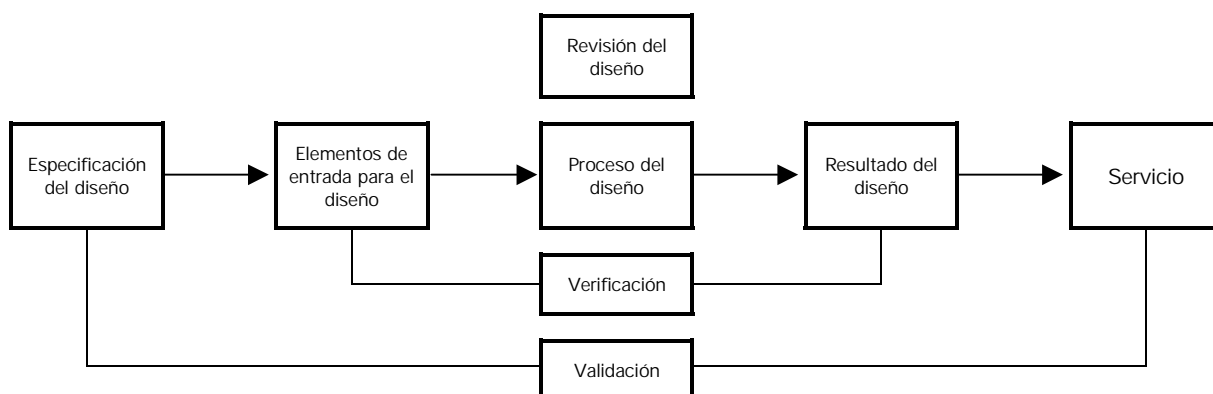 Revisión del
diseño
Especificación
del diseño
Elementos de
entrada para el
diseño
Proceso del
diseño
Resultado del
diseño
Servicio
Verificación
Validación